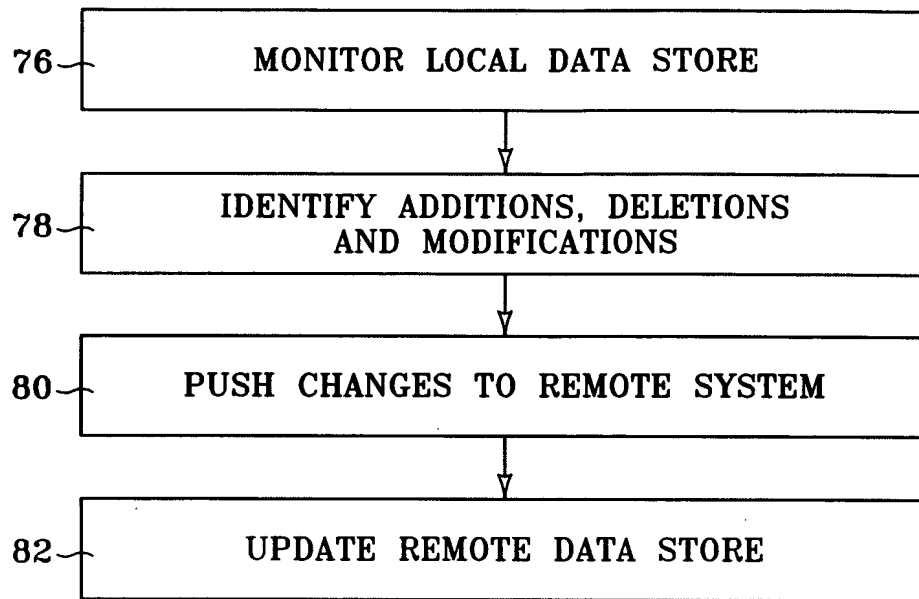 76
MONITOR LOCAL DATA STORE
78
IDENTIFY ADDITIONS, DELETIONS
AND MODIFICATIONS
80
PUSH CHANGES TO REMOTE SYSTEM
82
UPDATE REMOTE DATA STORE